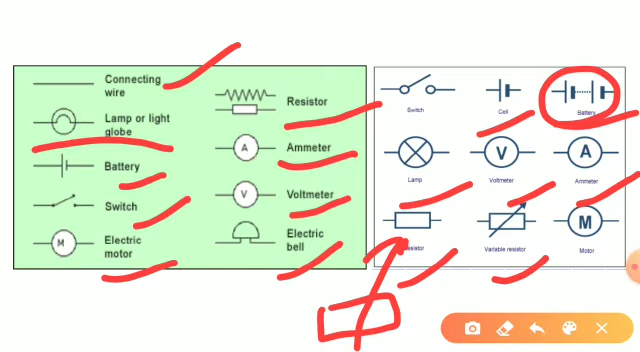 Connecting
wire
Lamp or light
globe
Battery
Switch
M
Electric
motor
Resistor
A
Ammeter
V
Voltmeter
Electric
bell
Switch
Cell
Battery
V
A
Lamp
Voltmeter
Ammeter
M
Variable resistor
Motor